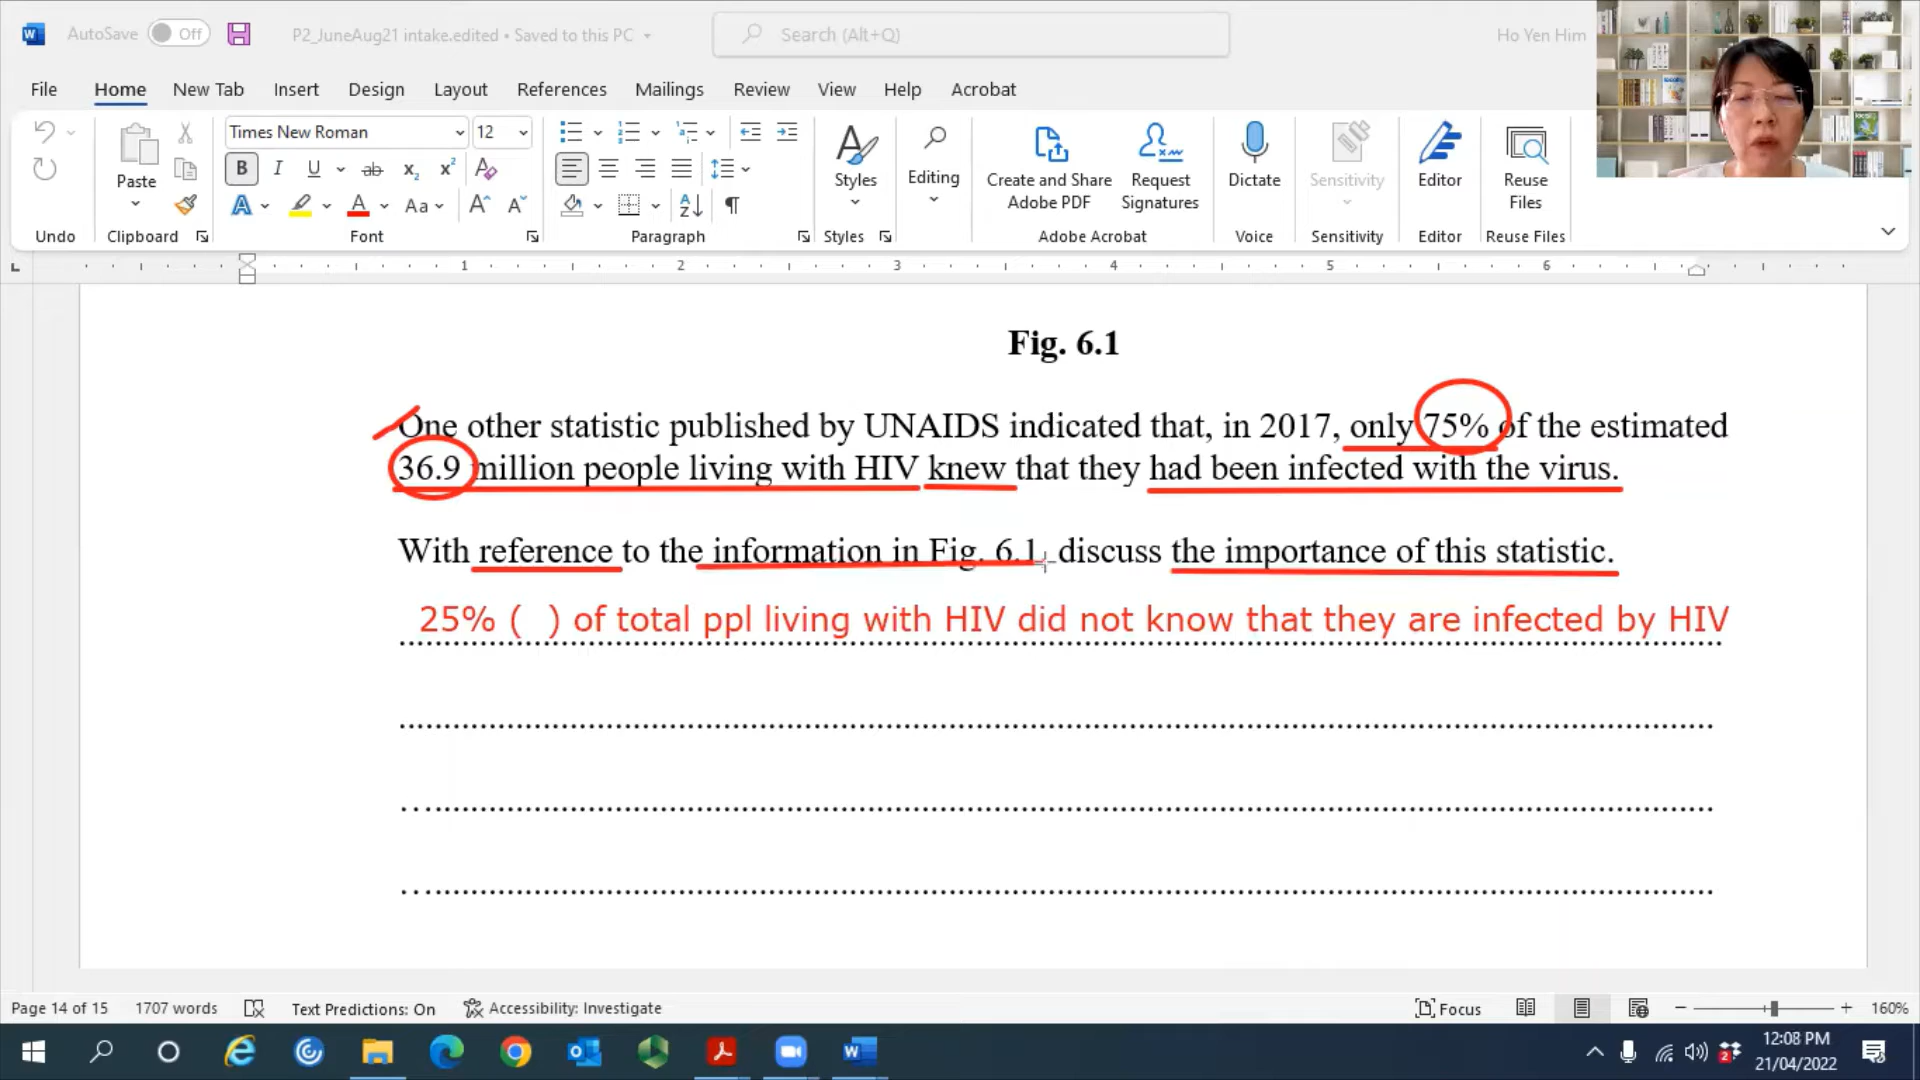 AutoSave Off P2_JuneAug21 intake.edited • Saved to this PC Search (Alt+Q) Ho Yen Him
File Home New Tab Insert Design Layout References Mailings Review View Help Acrobat
Times New Roman 12
Paste Styles Editing Create and Share Adobe PDF Request Signatures Dictate Sensitivity Editor Reuse Files
Undo Clipboard Font Paragraph Styles Adobe Acrobat Voice Sensitivity Editor Reuse Files
1 2 3 4 5 6
Fig. 6.1
One other statistic published by UNAIDS indicated that, in 2017, only 75% of the estimated
36.9 million people living with HIV knew that they had been infected with the virus.
With reference to the information in Fig. 6.1 discuss the importance of this statistic.
25% ( ) of total ppl living with HIV did not know that they are infected by HIV
Page 14 of 15 1707 words Text Predictions: On Accessibility: Investigate Focus 160%
12:08 PM
21/04/2022